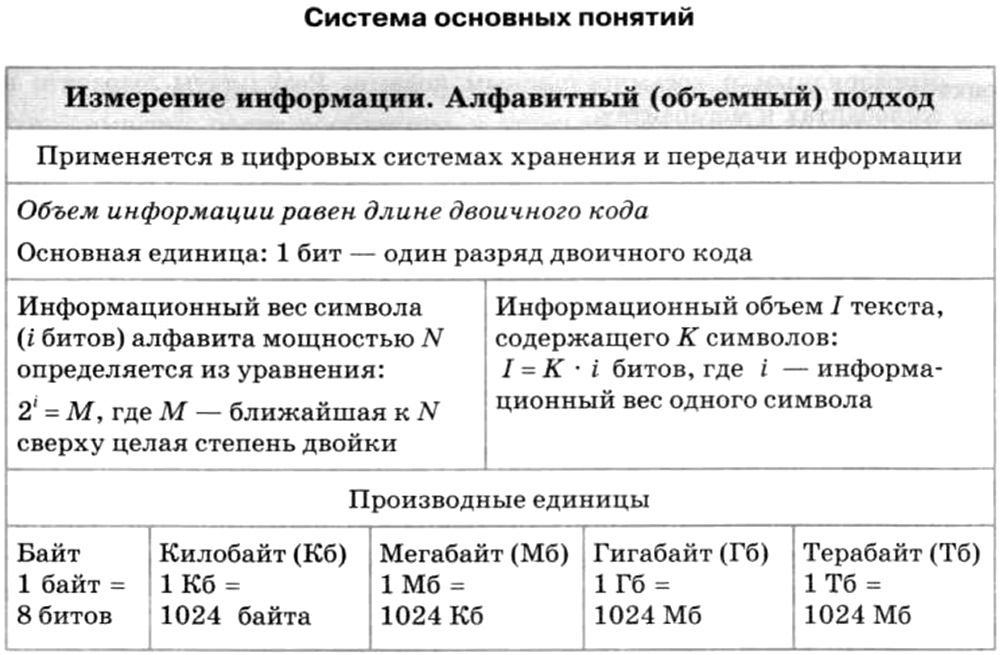 Система основных понятий
Измерение информации. Алфавитный (объемный) подход
Применяется в цифровых системах хранения и передачи информации
Объем информации равен длине двоичного кода
Основная единица: 1 бит — один разряд двоичного кода
Информационный вес символа
(i битов) алфавита мощностью N
определяется из уравнения:
2^i = M, где M — ближайшая к N
сверху целая степень двойки
Информационный объем I текста,
содержащего K символов:
I = K · i битов, где i — информа-
ционный вес одного символа
Производные единицы
Байт
1 байт =
8 битов
Килобайт (Кб)
1 Кб =
1024 байта
Мегабайт (Мб)
1 Мб =
1024 Кб
Гигабайт (Гб)
1 Гб =
1024 Мб
Терабайт (Тб)
1 Тб =
1024 Мб